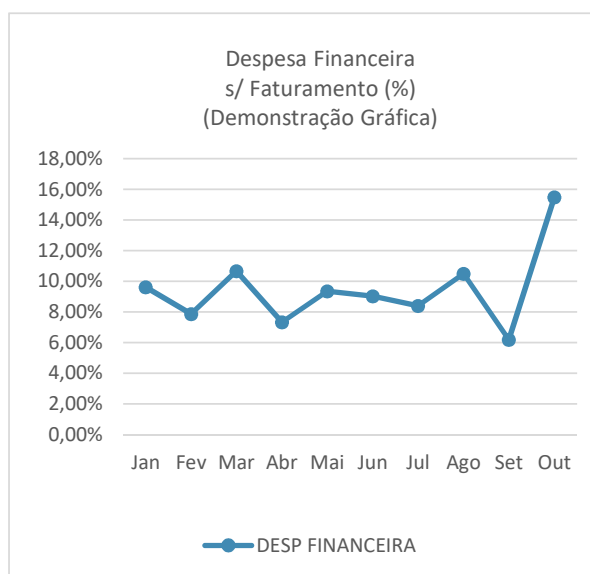 Despesa Financeira
s/ Faturamento (%)
(Demonstração Gráfica)
18,00%
16,00%
14,00%
12,00%
10,00%
8,00%
6,00%
4,00%
2,00%
0,00%
Jan Fev Mar Abr Mai Jun Jul Ago Set Out
DESP FINANCEIRA